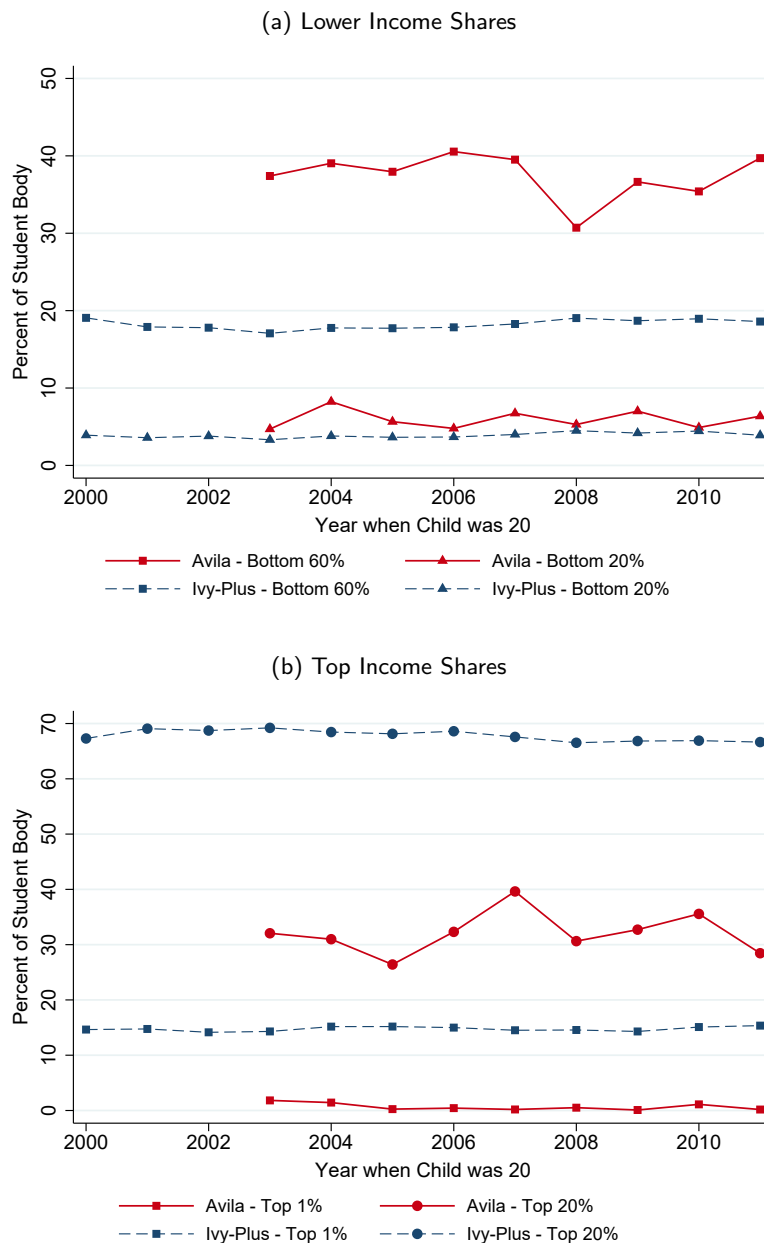 (a) Lower Income Shares
50
40
30
20
10
0
Percent of Student Body
2000 2002 2004 2006 2008 2010
Year when Child was 20
Avila - Bottom 60% Avila - Bottom 20%
Ivy-Plus - Bottom 60% Ivy-Plus - Bottom 20%
(b) Top Income Shares
70
60
50
40
30
20
10
0
Percent of Student Body
2000 2002 2004 2006 2008 2010
Year when Child was 20
Avila - Top 1% Avila - Top 20%
Ivy-Plus - Top 1% Ivy-Plus - Top 20%